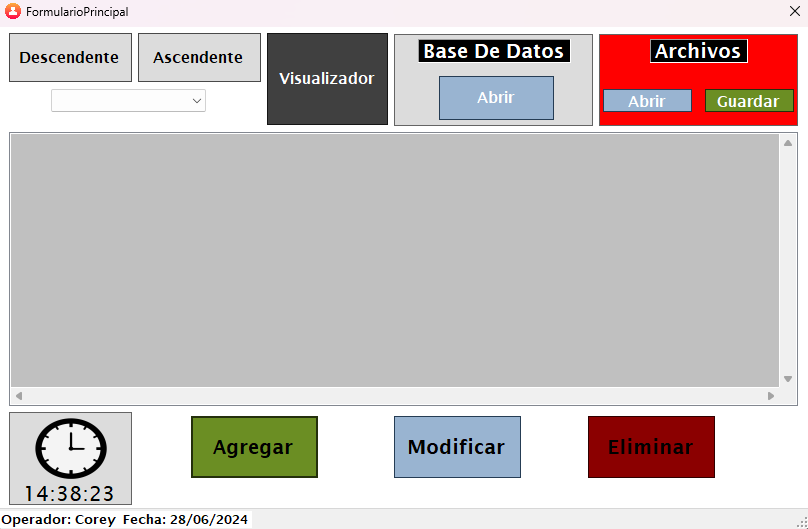 FormularioPrincipal
Descendente
Ascendente
Visualizador
Base De Datos
Abrir
Archivos
Abrir
Guardar
Agregar
Modificar
Eliminar
14:38:23
Operador: Corey Fecha: 28/06/2024